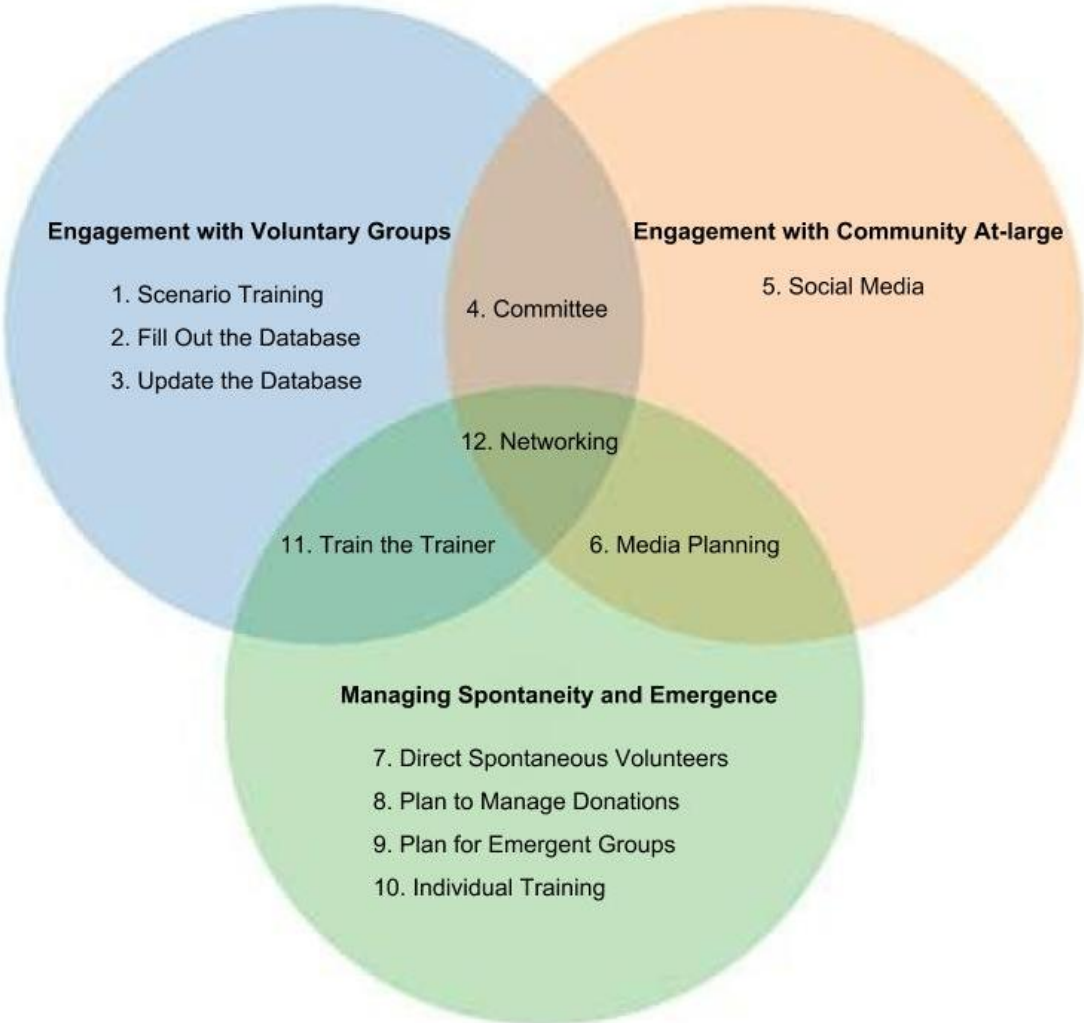 Engagement with Voluntary Groups
1. Scenario Training
2. Fill Out the Database
3. Update the Database
4. Committee
Engagement with Community At-large
5. Social Media
12. Networking
11. Train the Trainer
6. Media Planning
Managing Spontaneity and Emergence
7. Direct Spontaneous Volunteers
8. Plan to Manage Donations
9. Plan for Emergent Groups
10. Individual Training